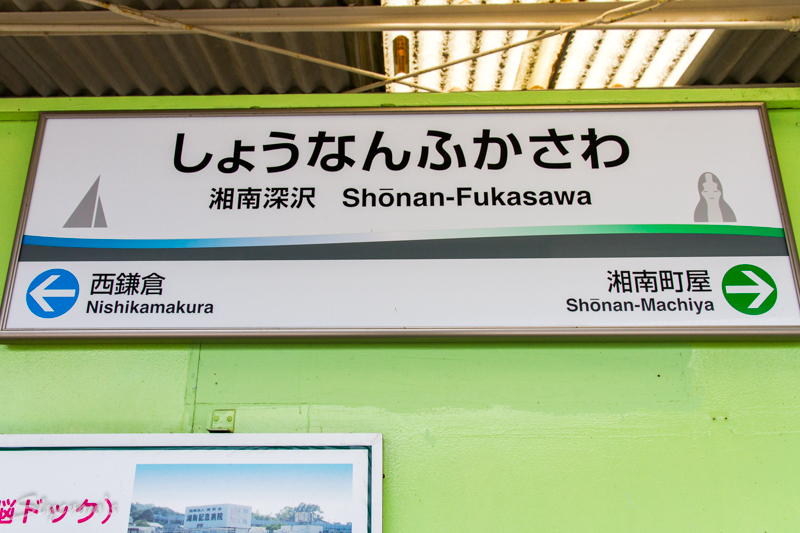 しょうなんふかさわ
湘南深沢 Shōnan-Fukasawa
西鎌倉
Nishikamakura
湘南町屋
Shōnan-Machiya
脳ドック）
湘南記念病院